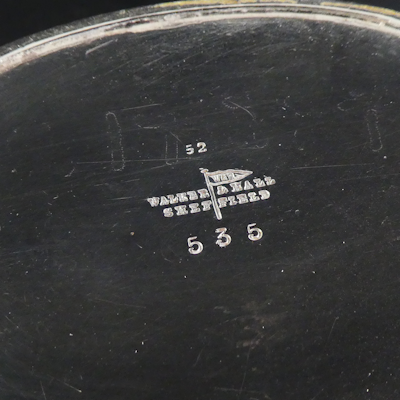 52
WALKER & HALL
SHEFFIELD
535